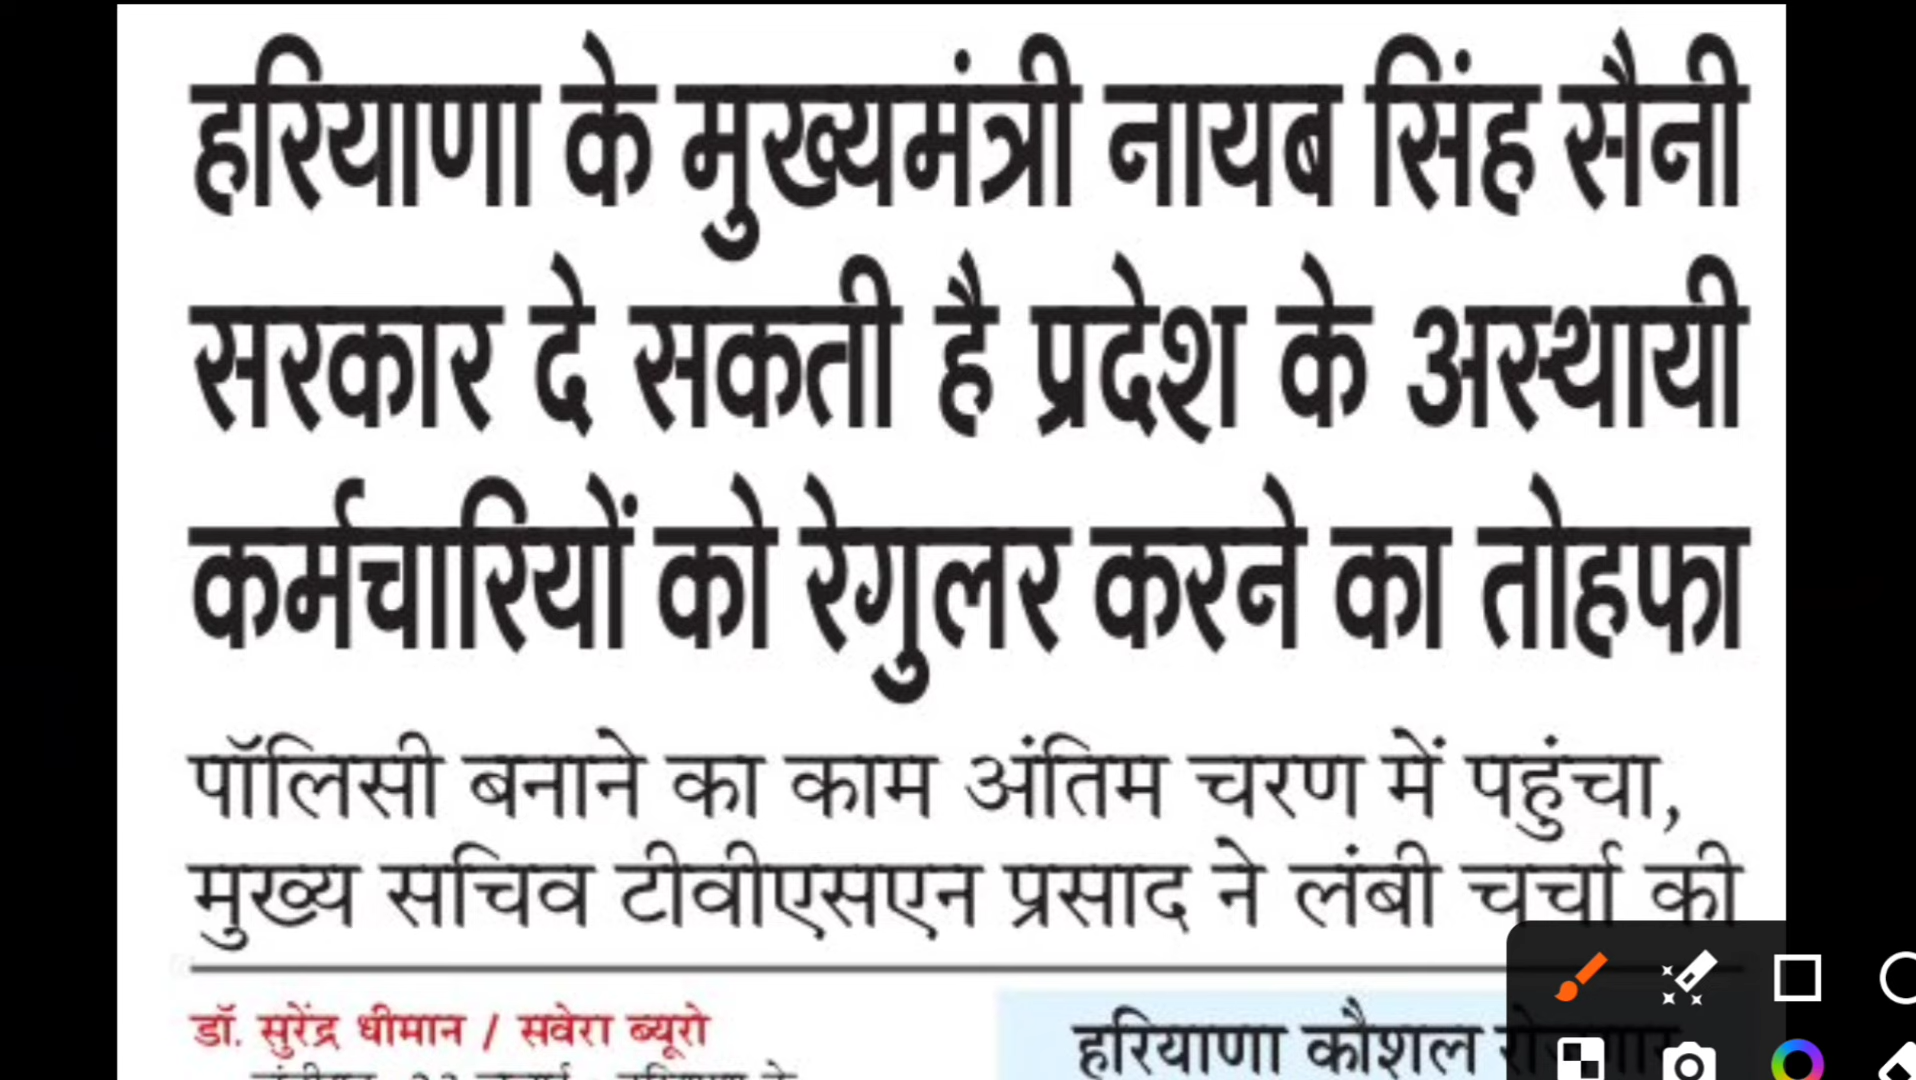 हरियाणा के मुख्यमंत्री नायब सिंह सैनी
सरकार दे सकती है प्रदेश के अस्थायी
कर्मचारियों को रेगुलर करने का तोहफा
पॉलिसी बनाने का काम अंतिम चरण में पहुंचा,
मुख्य सचिव टीवीएसएन प्रसाद ने लंबी चर्चा की
डॉ. सुरेंद्र धीमान / सवेरा ब्यूरो
हरियाणा कौशल रोजगार